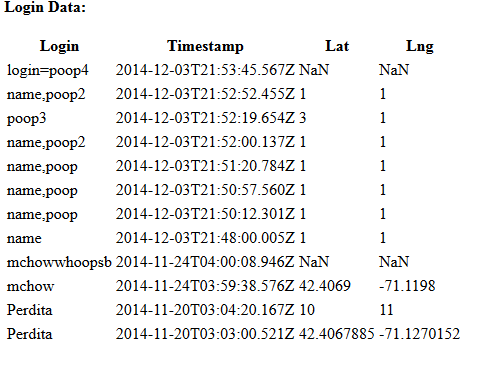 Login Data:
Login Timestamp Lat Lng
login=poop4 2014-12-03T21:53:45.567Z NaN NaN
name,poop2 2014-12-03T21:52:52.455Z 1 1
poop3 2014-12-03T21:52:19.654Z 3 1
name,poop2 2014-12-03T21:52:00.137Z 1 1
name,poop 2014-12-03T21:51:20.784Z 1 1
name,poop 2014-12-03T21:50:57.560Z 1 1
name,poop 2014-12-03T21:50:12.301Z 1 1
name 2014-12-03T21:48:00.005Z 1 1
mchowwhoopsb 2014-11-24T04:00:08.946Z NaN NaN
mchow 2014-11-24T03:59:38.576Z 42.4069 -71.1198
Perdita 2014-11-20T03:04:20.167Z 10 11
Perdita 2014-11-20T03:03:00.521Z 42.4067885 -71.1270152